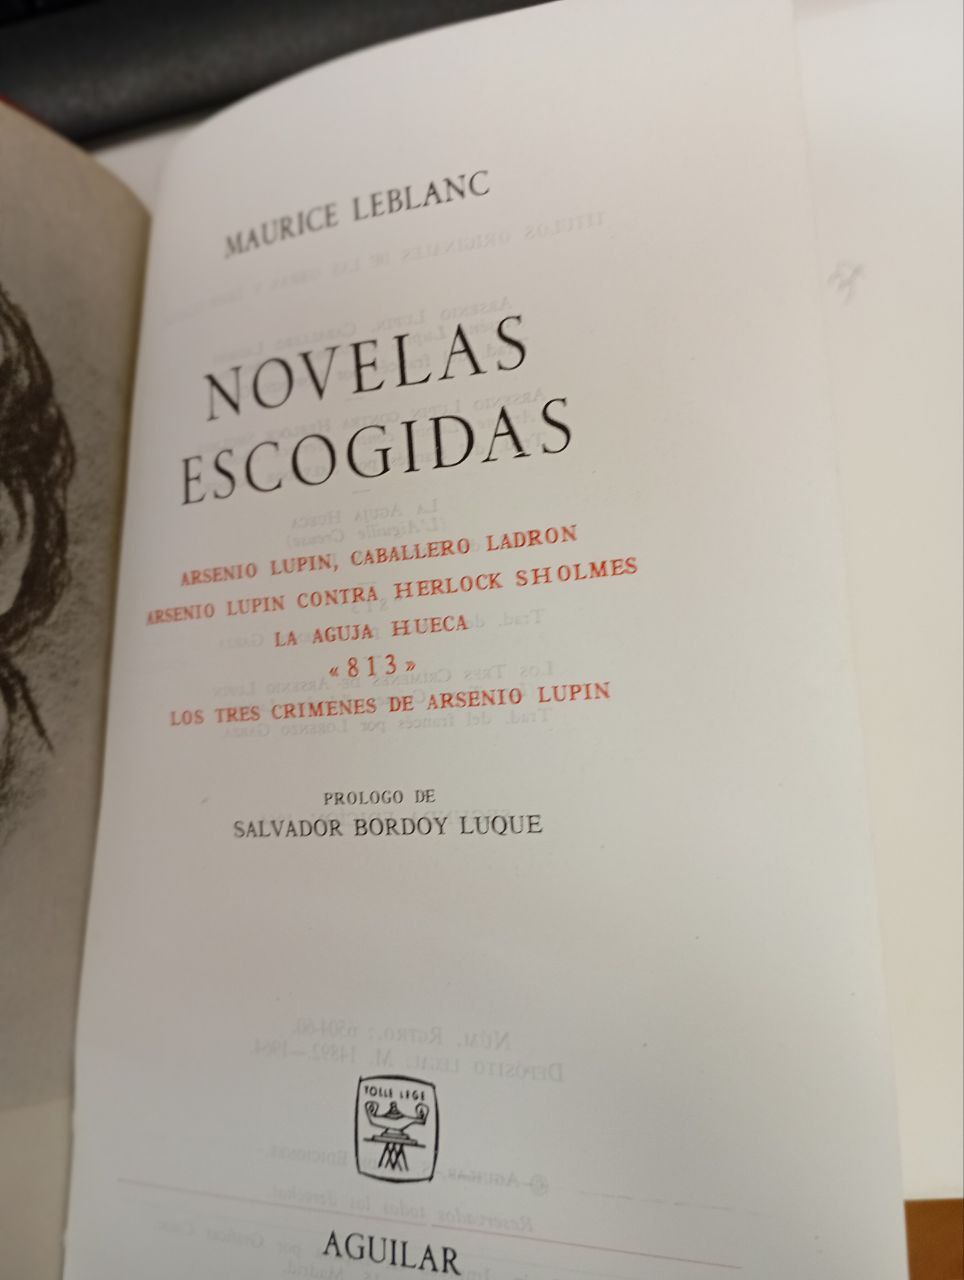 MAURICE LEBLANC
NOVELAS
ESCOGIDAS
ARSENIO LUPIN, CABALLERO LADRON
ARSENIO LUPIN CONTRA HERLOCK SHOLMES
LA AGUJA HUECA
« 813 »
LOS TRES CRIMENES DE ARSENIO LUPIN
PROLOGO DE
SALVADOR BORDOY LUQUE
TOLLE LEGE
AGUILAR